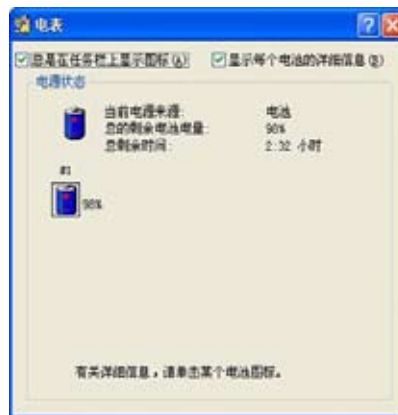 电表
总是在任务栏上显示图标(A) 显示每个电池的详细信息(D)
电源状态
当前电源来源: 电池
总的剩余电池电量: 98%
总剩余时间: 2:32 小时
#1
98%
有关详细信息，请单击某个电池图标。